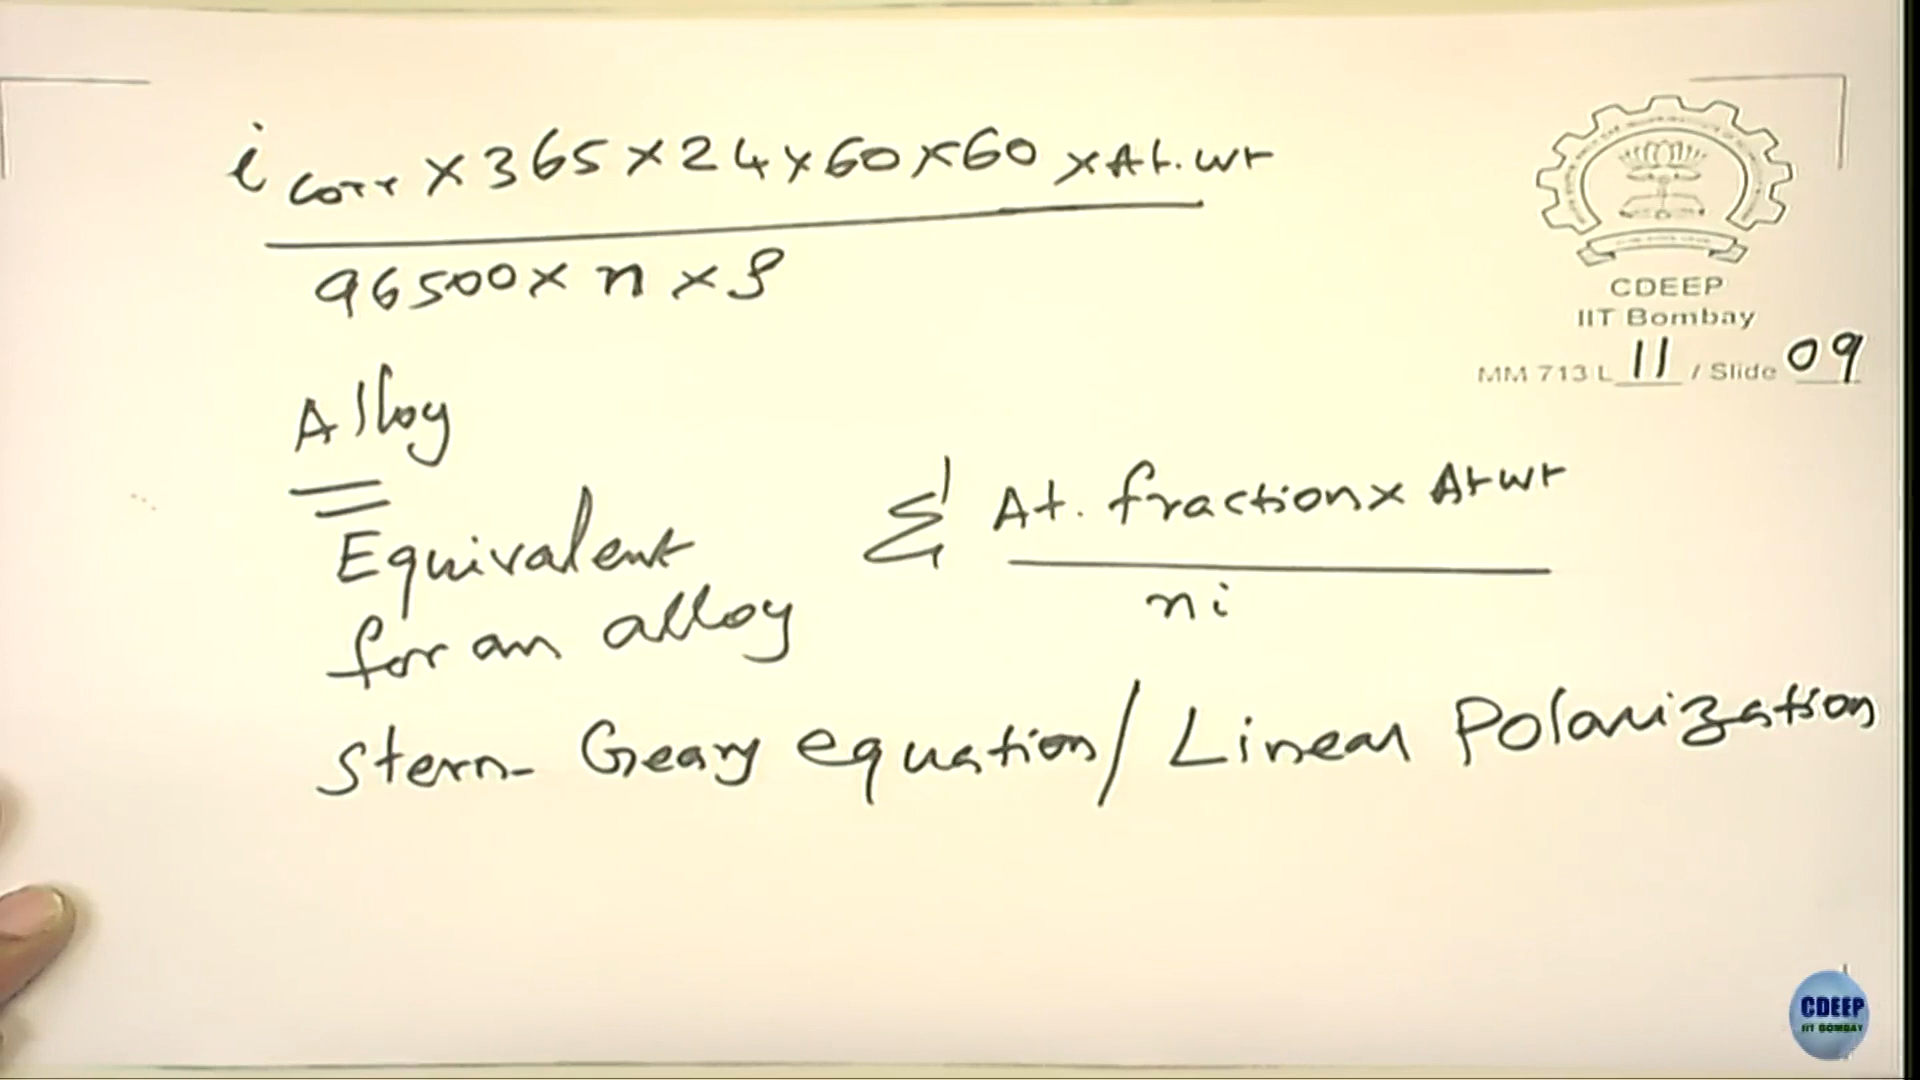 i corr × 365 × 24 × 60 × 60 × At. wt
96500 × n × ρ
CDEEP
IIT Bombay
MM 713 L 11 / Slide 09
Alloy
Equivalent
for an alloy
Σ At. fraction × At wt
ni
Stern-Geary equation/ Linear Polarization
CDEEP
IIT BOMBAY